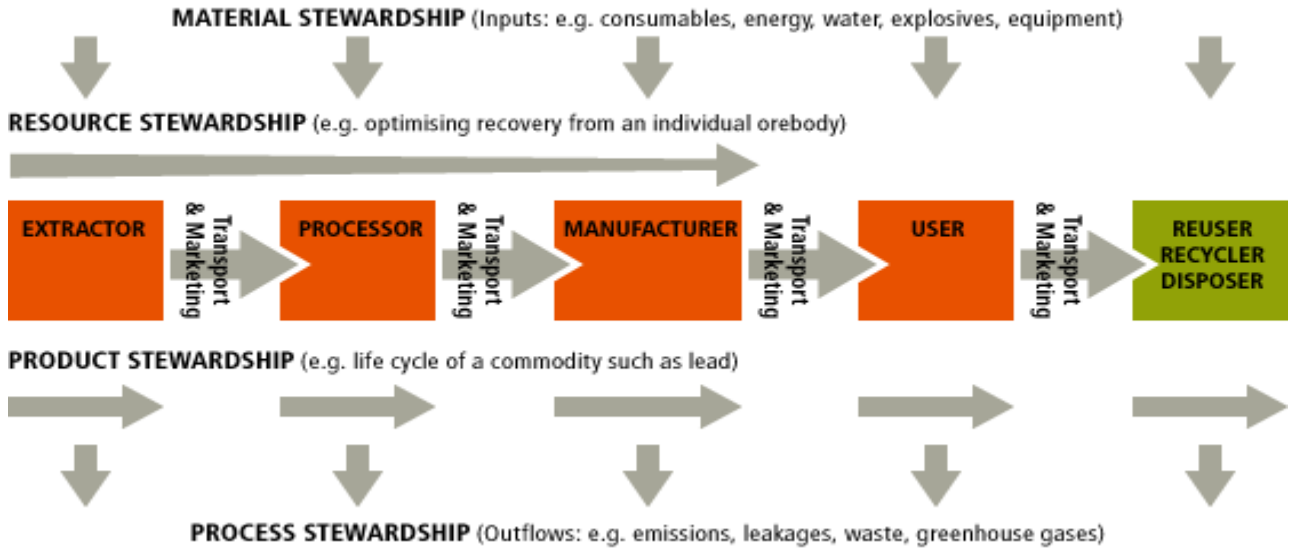 MATERIAL STEWARDSHIP (Inputs: e.g. consumables, energy, water, explosives, equipment)
RESOURCE STEWARDSHIP (e.g. optimising recovery from an individual orebody)
EXTRACTOR
Transport
& Marketing
PROCESSOR
Transport
& Marketing
MANUFACTURER
Transport
& Marketing
USER
Transport
& Marketing
REUSER
RECYCLER
DISPOSER
PRODUCT STEWARDSHIP (e.g. life cycle of a commodity such as lead)
PROCESS STEWARDSHIP (Outflows: e.g. emissions, leakages, waste, greenhouse gases)